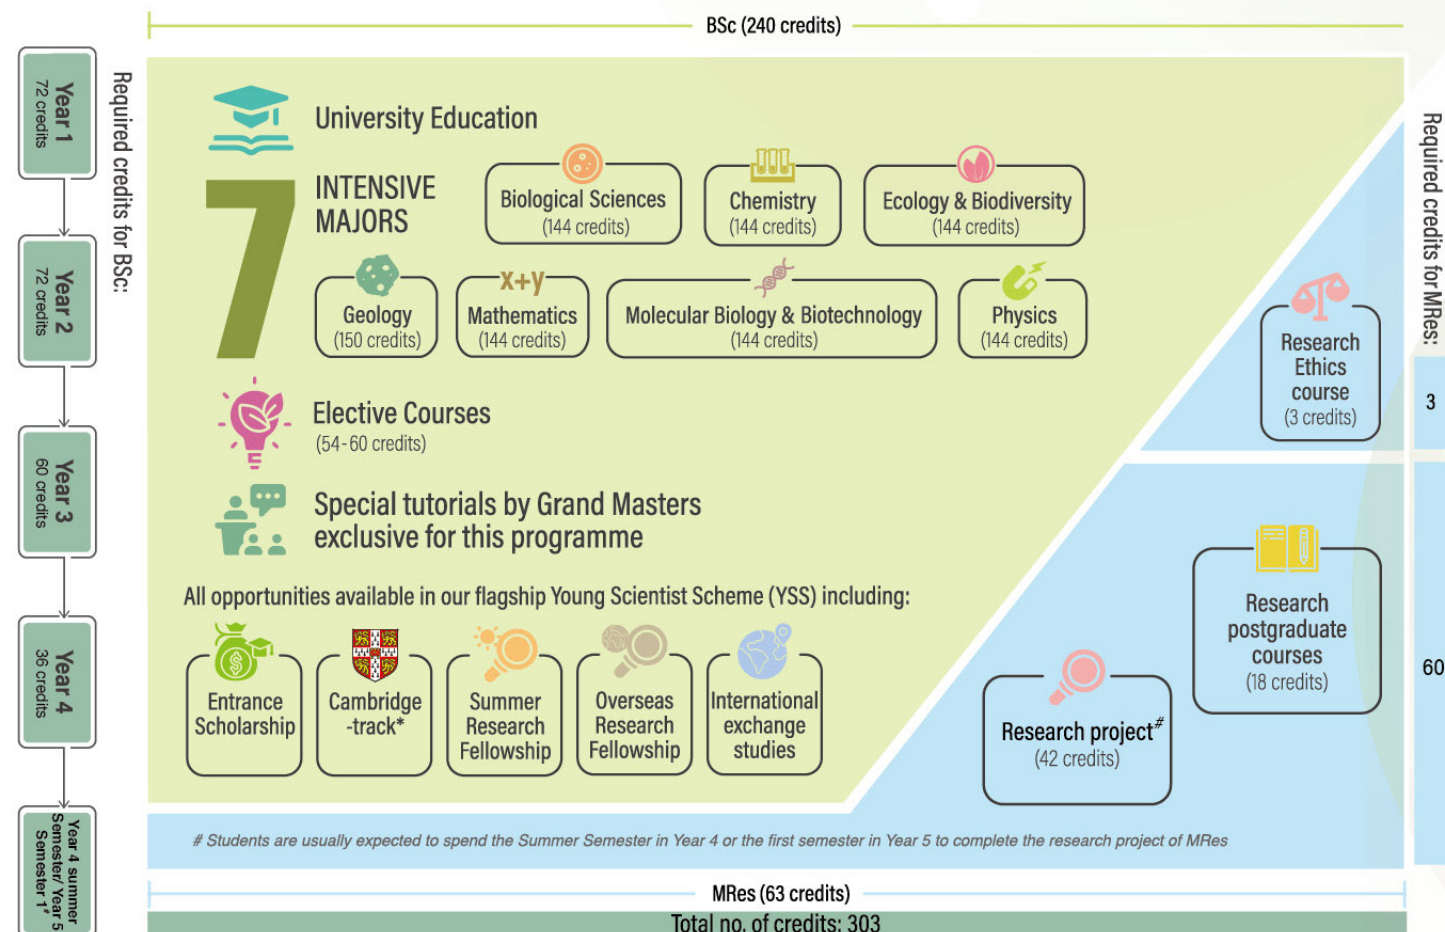 BSc (240 credits)
Required credits for BSc:
Year 1
72 credits
Year 2
72 credits
Year 3
60 credits
Year 4
36 credits
Year 4 summer
Semester/ Year 5
Semester 1#
University Education
7
INTENSIVE
MAJORS
Biological Sciences
(144 credits)
Chemistry
(144 credits)
Ecology & Biodiversity
(144 credits)
Geology
(150 credits)
x+y
Mathematics
(144 credits)
Molecular Biology & Biotechnology
(144 credits)
Physics
(144 credits)
Elective Courses
(54-60 credits)
Special tutorials by Grand Masters
exclusive for this programme
All opportunities available in our flagship Young Scientist Scheme (YSS) including:
$
Entrance
Scholarship
Cambridge
-track*
Summer
Research
Fellowship
Overseas
Research
Fellowship
International
exchange
studies
Required credits for MRes:
Research
Ethics
course
(3 credits)
3
Research
postgraduate
courses
(18 credits)
Research project#
(42 credits)
60
# Students are usually expected to spend the Summer Semester in Year 4 or the first semester in Year 5 to complete the research project of MRes
MRes (63 credits)
Total no. of credits: 303